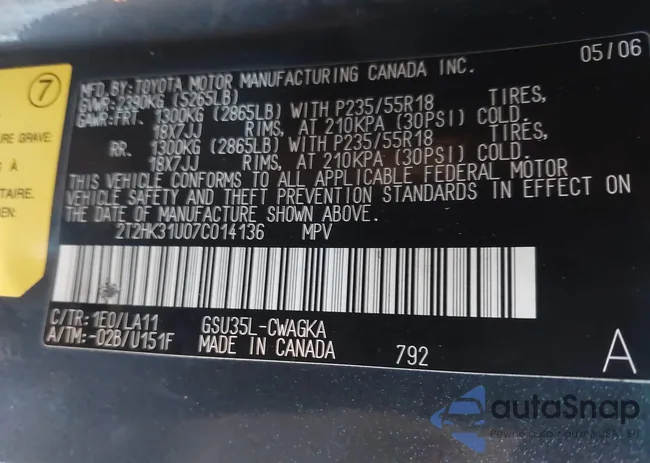 05/06
7
MFD.BY: TOYOTA MOTOR MANUFACTURING CANADA INC.
GVWR: 2390KG (5265LB)
GAWR:FRT. 1300KG (2865LB) WITH P235/55R18 TIRES,
18X7JJ RIMS, AT 210KPA (30PSI) COLD.
RR. 1300KG (2865LB) WITH P235/55R18 TIRES,
18X7JJ RIMS, AT 210KPA (30PSI) COLD.
THIS VEHICLE CONFORMS TO ALL APPLICABLE FEDERAL MOTOR
VEHICLE SAFETY AND THEFT PREVENTION STANDARDS IN EFFECT ON
THE DATE OF MANUFACTURE SHOWN ABOVE.
2T2HK31U07C014136 MPV
URE GRAVE:
S À
TAIRE.
EN:
C/TR: 1E0/LA11 GSU35L-CWAGKA
A/TM:-02B/U151F MADE IN CANADA 792
A
autoSnap